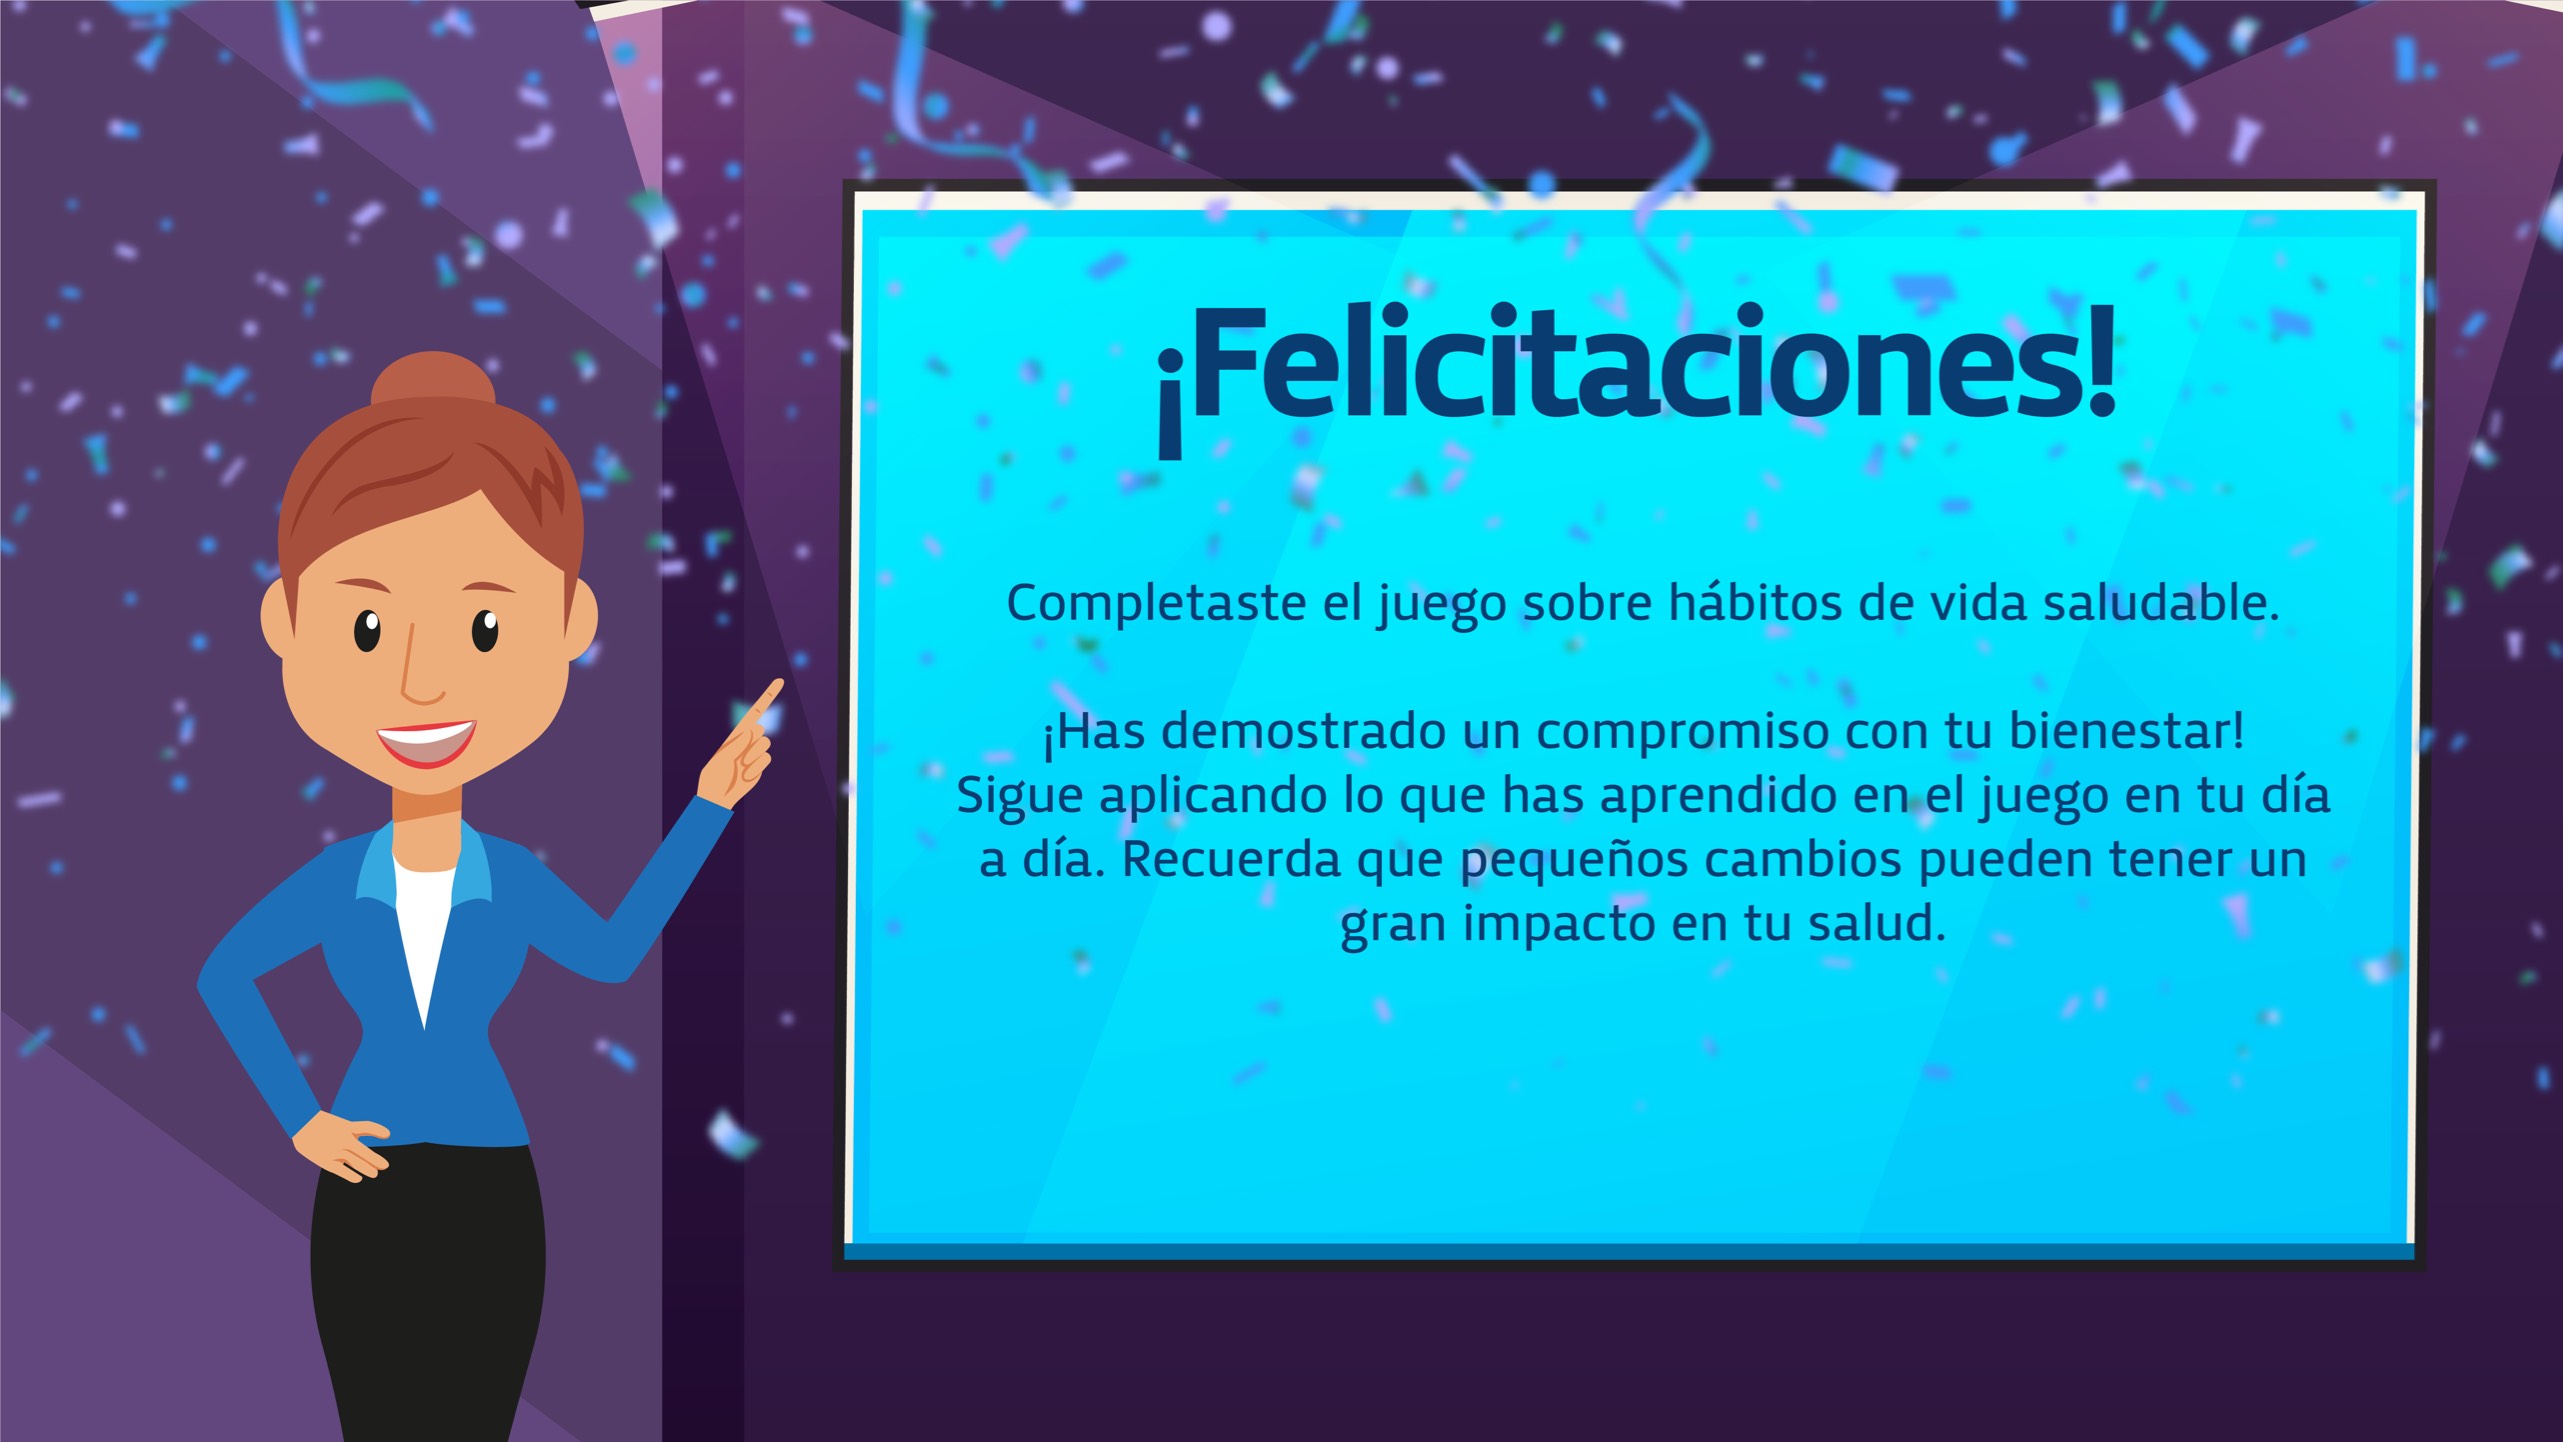 ¡Felicitaciones!
Completaste el juego sobre hábitos de vida saludable.
¡Has demostrado un compromiso con tu bienestar!
Sigue aplicando lo que has aprendido en el juego en tu día
a día. Recuerda que pequeños cambios pueden tener un
gran impacto en tu salud.